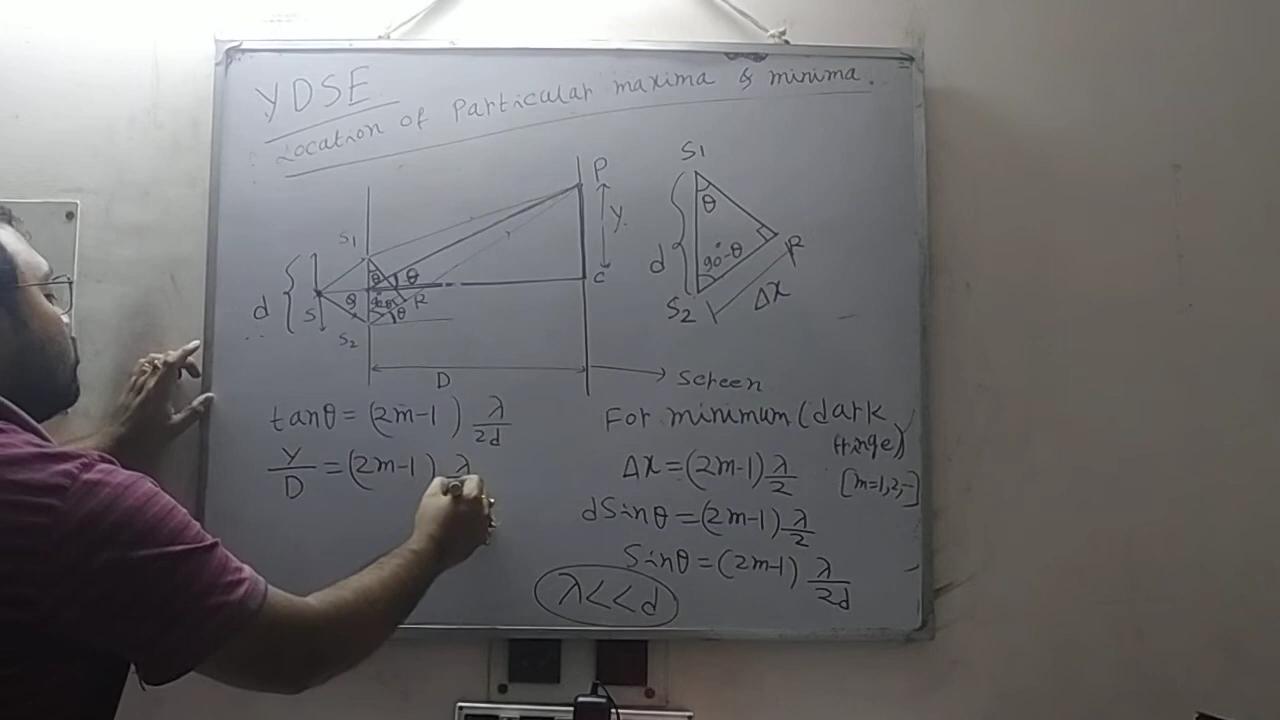 YDSE
Location of Particular maxima & minima.
P
S1
θ
y
d
S1
θ
θ
C
S
R
θ
S2
90°-θ
R
S2
Δx
d
D
Screen
tanθ = (2m-1) λ/2d
y/D = (2m-1) λ
For minimum (dark
fringe)
Δx = (2m-1) λ/2 [m=1,2,-]
dSinθ = (2m-1) λ/2
Sinθ = (2m-1) λ/2d
λ<<d